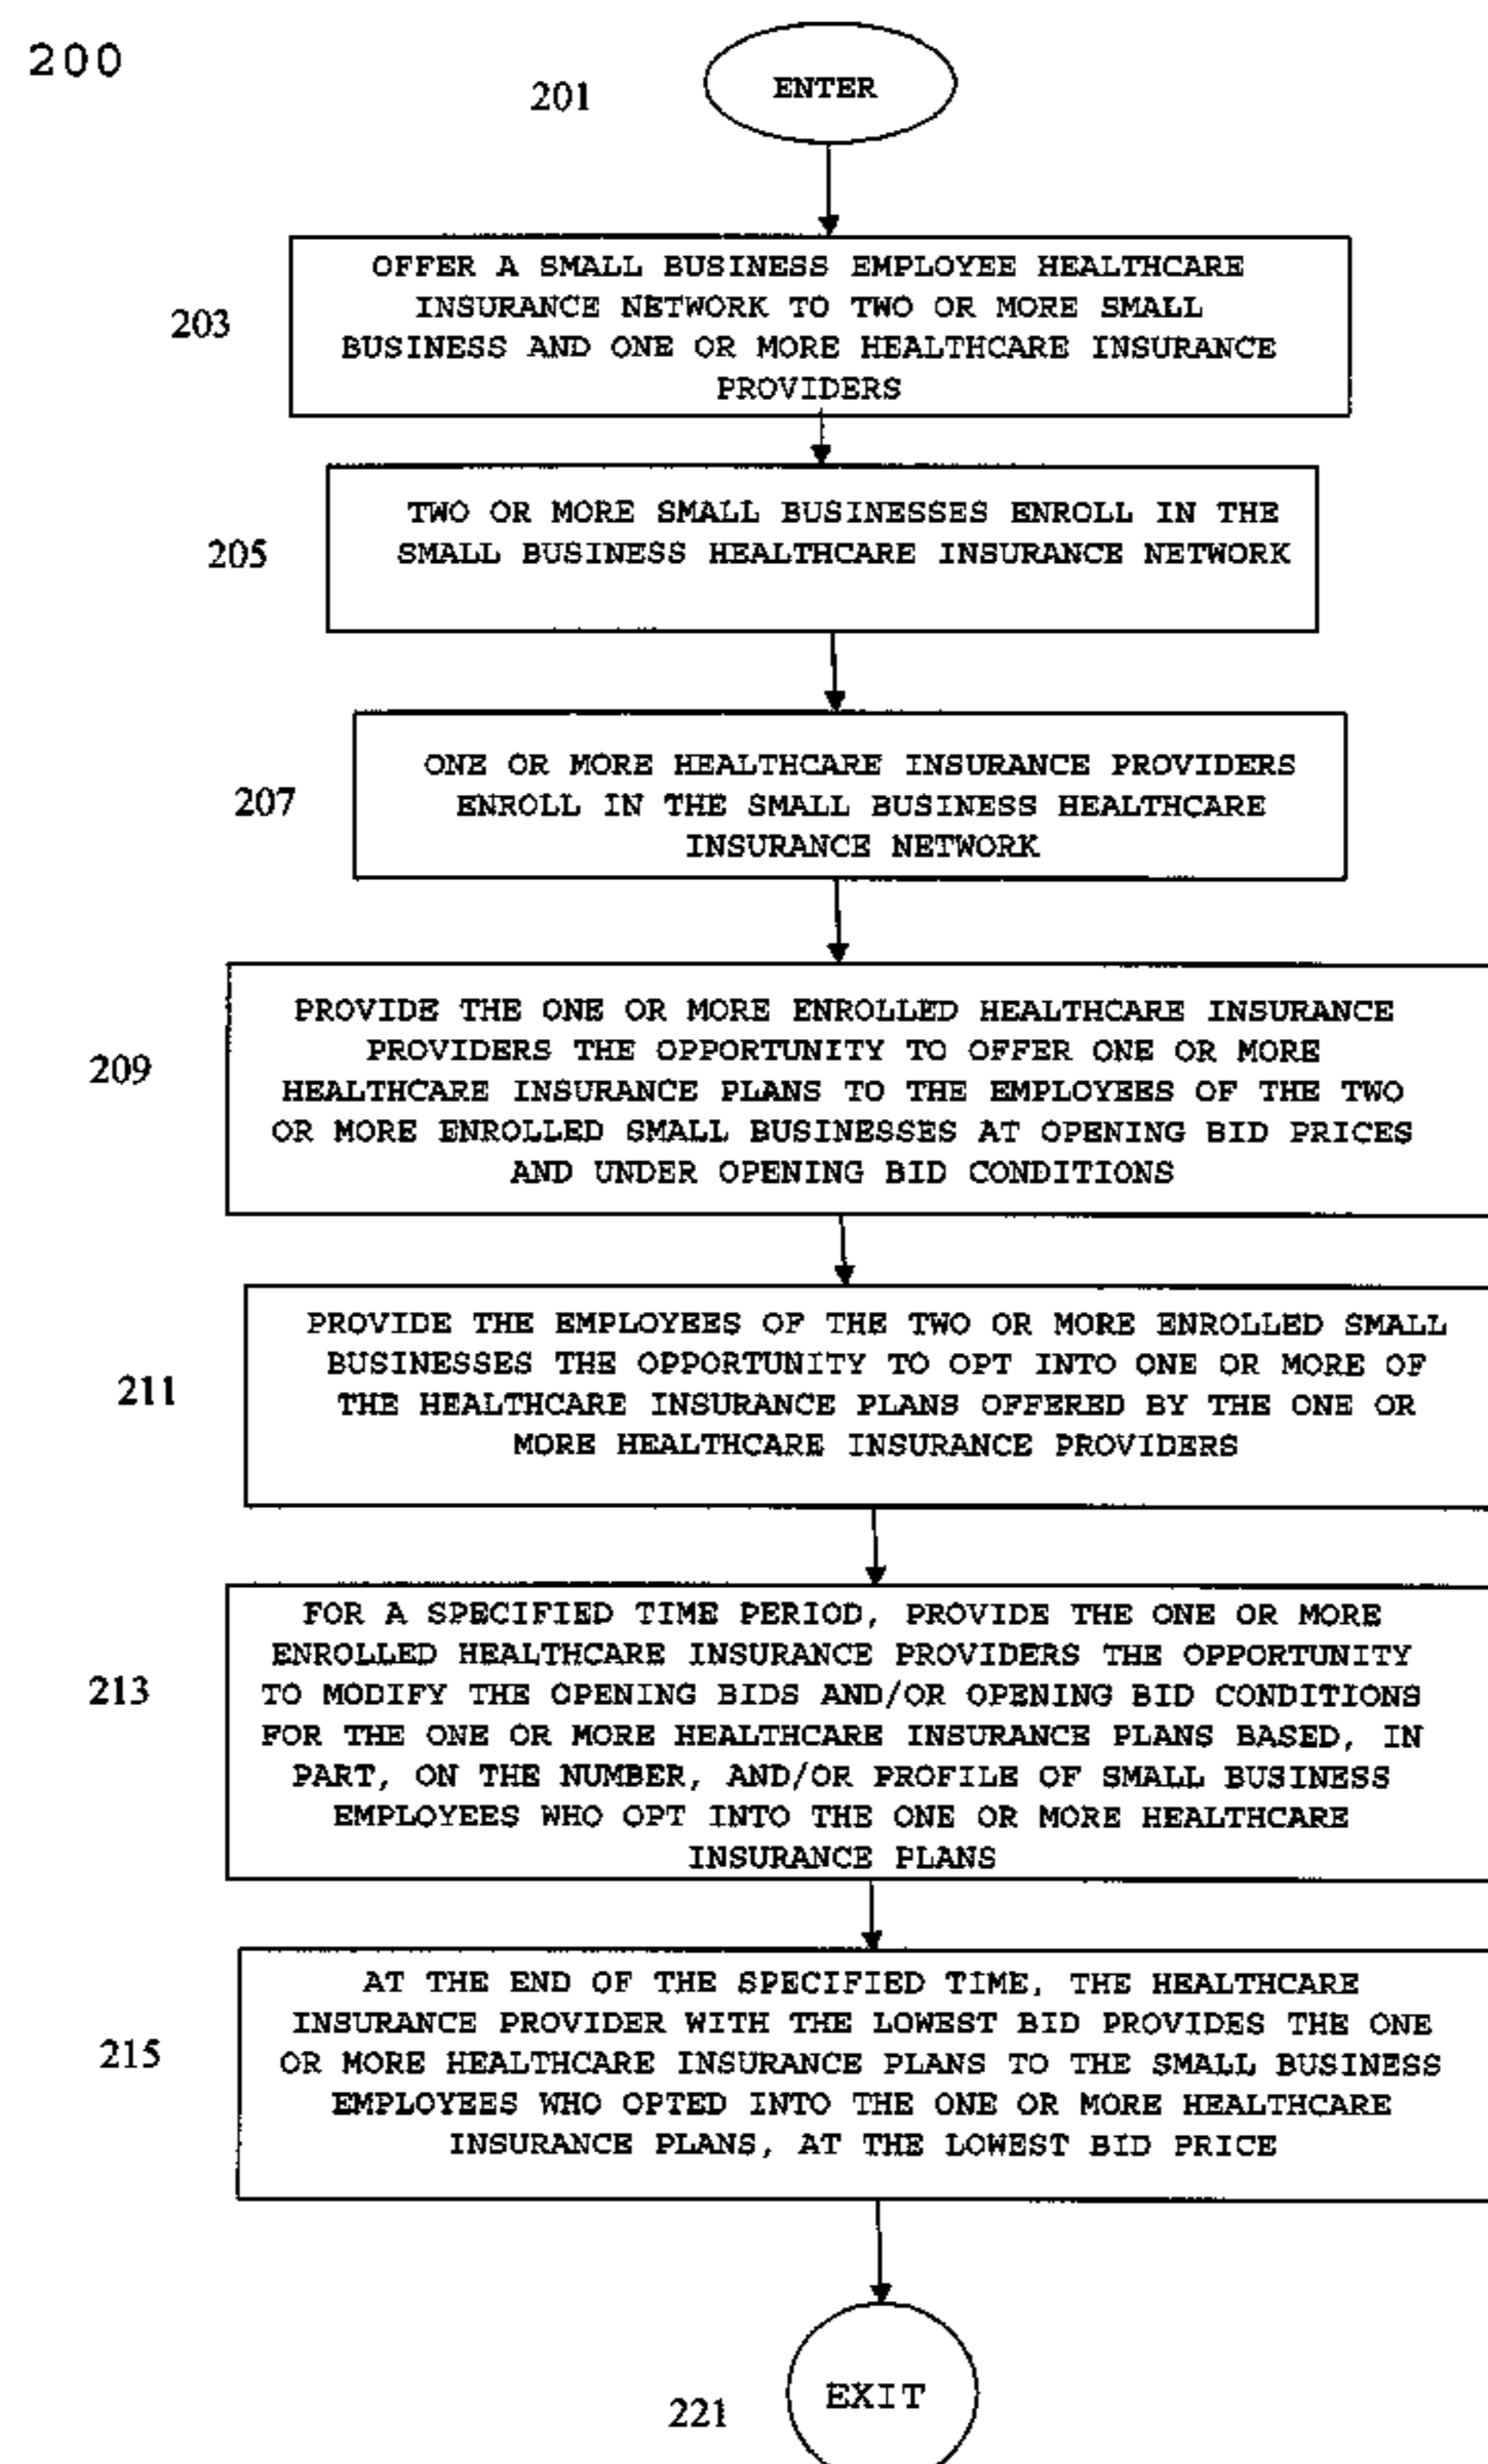 200
201
ENTER
203
OFFER A SMALL BUSINESS EMPLOYEE HEALTHCARE
INSURANCE NETWORK TO TWO OR MORE SMALL
BUSINESS AND ONE OR MORE HEALTHCARE INSURANCE
PROVIDERS
205
TWO OR MORE SMALL BUSINESSES ENROLL IN THE
SMALL BUSINESS HEALTHCARE INSURANCE NETWORK
207
ONE OR MORE HEALTHCARE INSURANCE PROVIDERS
ENROLL IN THE SMALL BUSINESS HEALTHCARE
INSURANCE NETWORK
209
PROVIDE THE ONE OR MORE ENROLLED HEALTHCARE INSURANCE
PROVIDERS THE OPPORTUNITY TO OFFER ONE OR MORE
HEALTHCARE INSURANCE PLANS TO THE EMPLOYEES OF THE TWO
OR MORE ENROLLED SMALL BUSINESSES AT OPENING BID PRICES
AND UNDER OPENING BID CONDITIONS
211
PROVIDE THE EMPLOYEES OF THE TWO OR MORE ENROLLED SMALL
BUSINESSES THE OPPORTUNITY TO OPT INTO ONE OR MORE OF
THE HEALTHCARE INSURANCE PLANS OFFERED BY THE ONE OR
MORE HEALTHCARE INSURANCE PROVIDERS
213
FOR A SPECIFIED TIME PERIOD, PROVIDE THE ONE OR MORE
ENROLLED HEALTHCARE INSURANCE PROVIDERS THE OPPORTUNITY
TO MODIFY THE OPENING BIDS AND/OR OPENING BID CONDITIONS
FOR THE ONE OR MORE HEALTHCARE INSURANCE PLANS BASED, IN
PART, ON THE NUMBER, AND/OR PROFILE OF SMALL BUSINESS
EMPLOYEES WHO OPT INTO THE ONE OR MORE HEALTHCARE
INSURANCE PLANS
215
AT THE END OF THE SPECIFIED TIME, THE HEALTHCARE
INSURANCE PROVIDER WITH THE LOWEST BID PROVIDES THE ONE
OR MORE HEALTHCARE INSURANCE PLANS TO THE SMALL BUSINESS
EMPLOYEES WHO OPTED INTO THE ONE OR MORE HEALTHCARE
INSURANCE PLANS, AT THE LOWEST BID PRICE
221
EXIT